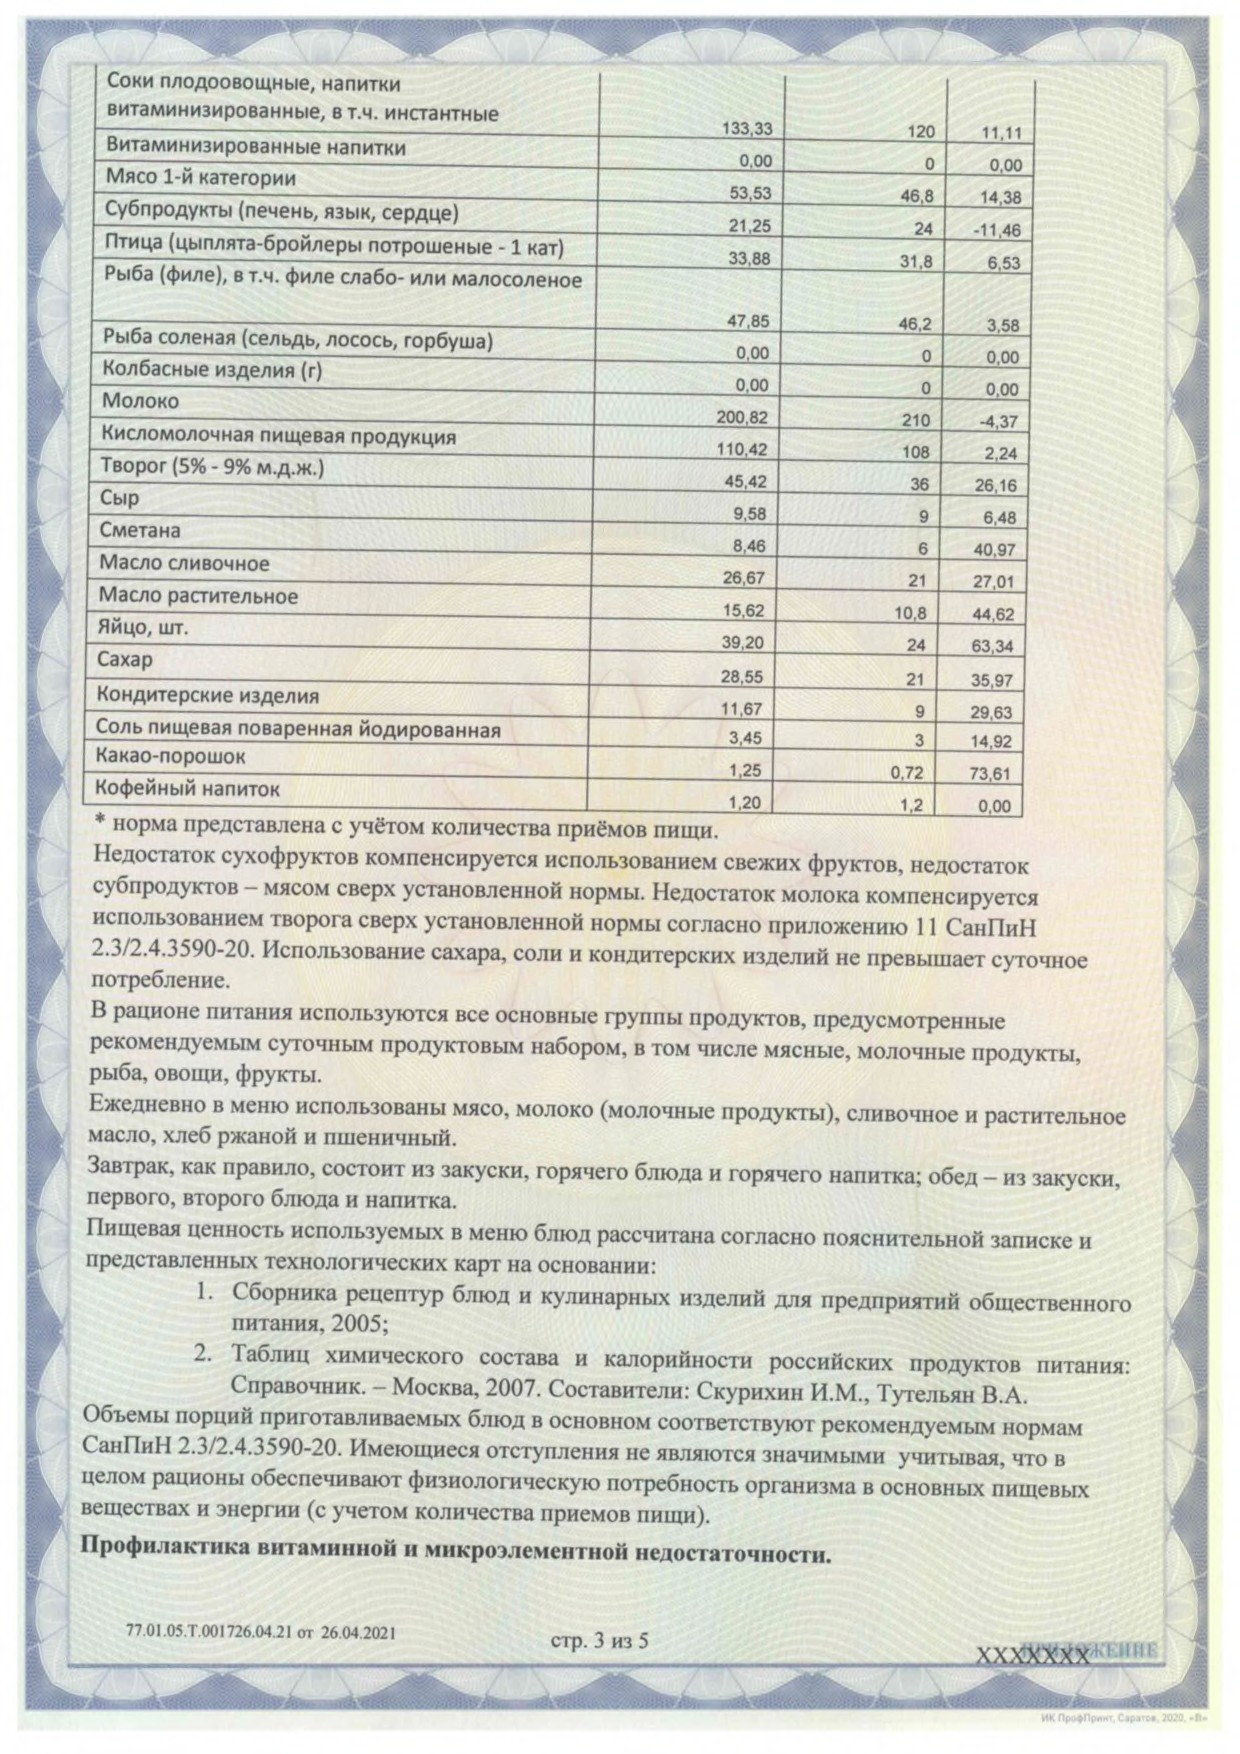 Соки плодоовощные, напитки
витаминизированные, в т.ч. инстантные 133,33 120 11,11
Витаминизированные напитки 0,00 0 0,00
Мясо 1-й категории 53,53 46,8 14,38
Субпродукты (печень, язык, сердце) 21,25 24 -11,46
Птица (цыплята-бройлеры потрошеные - 1 кат) 33,88 31,8 6,53
Рыба (филе), в т.ч. филе слабо- или малосоленое 47,85 46,2 3,58
Рыба соленая (сельдь, лосось, горбуша) 0,00 0 0,00
Колбасные изделия (г) 0,00 0 0,00
Молоко 200,82 210 -4,37
Кисломолочная пищевая продукция 110,42 108 2,24
Творог (5% - 9% м.д.ж.) 45,42 36 26,16
Сыр 9,58 9 6,48
Сметана 8,46 6 40,97
Масло сливочное 26,67 21 27,01
Масло растительное 15,62 10,8 44,62
Яйцо, шт. 39,20 24 63,34
Сахар 28,55 21 35,97
Кондитерские изделия 11,67 9 29,63
Соль пищевая поваренная йодированная 3,45 3 14,92
Какао-порошок 1,25 0,72 73,61
Кофейный напиток 1,20 1,2 0,00
* норма представлена с учётом количества приёмов пищи.
Недостаток сухофруктов компенсируется использованием свежих фруктов, недостаток
субпродуктов – мясом сверх установленной нормы. Недостаток молока компенсируется
использованием творога сверх установленной нормы согласно приложению 11 СанПиН
2.3/2.4.3590-20. Использование сахара, соли и кондитерских изделий не превышает суточное
потребление.
В рационе питания используются все основные группы продуктов, предусмотренные
рекомендуемым суточным продуктовым набором, в том числе мясные, молочные продукты,
рыба, овощи, фрукты.
Ежедневно в меню использованы мясо, молоко (молочные продукты), сливочное и растительное
масло, хлеб ржаной и пшеничный.
Завтрак, как правило, состоит из закуски, горячего блюда и горячего напитка; обед – из закуски,
первого, второго блюда и напитка.
Пищевая ценность используемых в меню блюд рассчитана согласно пояснительной записке и
представленных технологических карт на основании:
1. Сборника рецептур блюд и кулинарных изделий для предприятий общественного
питания, 2005;
2. Таблиц химического состава и калорийности российских продуктов питания:
Справочник. – Москва, 2007. Составители: Скурихин И.М., Тутельян В.А.
Объемы порций приготавливаемых блюд в основном соответствуют рекомендуемым нормам
СанПиН 2.3/2.4.3590-20. Имеющиеся отступления не являются значимыми учитывая, что в
целом рационы обеспечивают физиологическую потребность организма в основных пищевых
веществах и энергии (с учетом количества приемов пищи).
Профилактика витаминной и микроэлементной недостаточности.
77.01.05.Т.001726.04.21 от 26.04.2021
стр. 3 из 5
ХХХХХХХ
ПРИЛОЖЕНИЕ
ИК ПрофПринт, Саратов, 2020, «В»